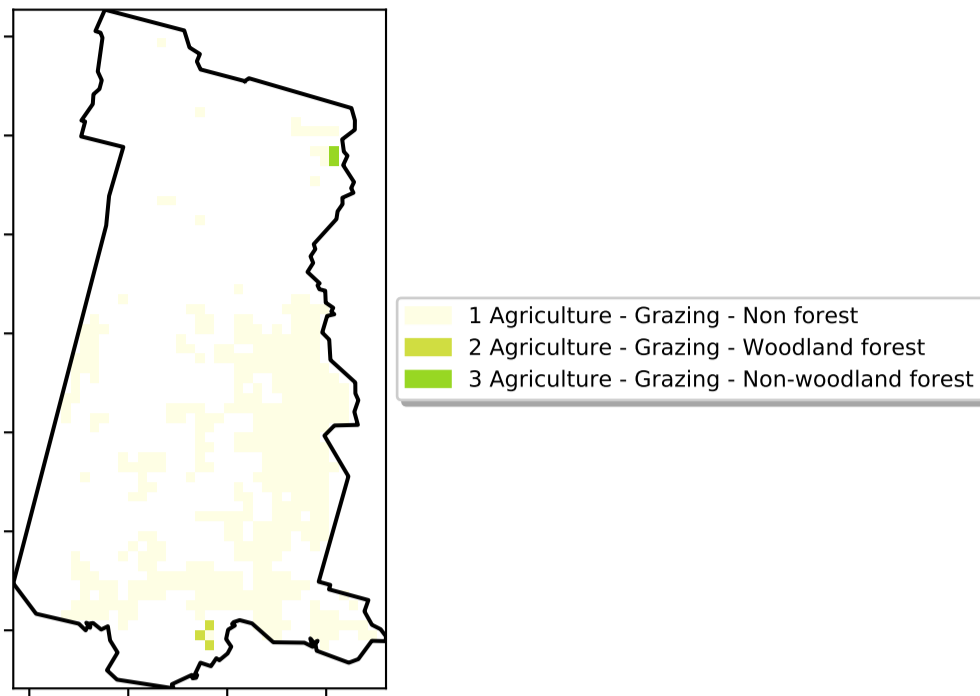 1 Agriculture - Grazing - Non forest
2 Agriculture - Grazing - Woodland forest
3 Agriculture - Grazing - Non-woodland forest